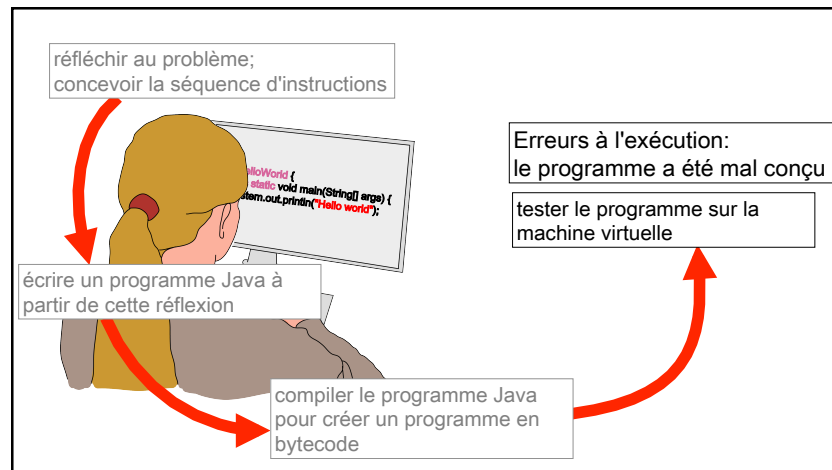 réfléchir au problème;
concevoir la séquence d'instructions
lloWorld {
static void main(String[] args) {
stem.out.println("Hello world");
Erreurs à l'exécution:
le programme a été mal conçu
tester le programme sur la
machine virtuelle
écrire un programme Java à
partir de cette réflexion
compiler le programme Java
pour créer un programme en
bytecode